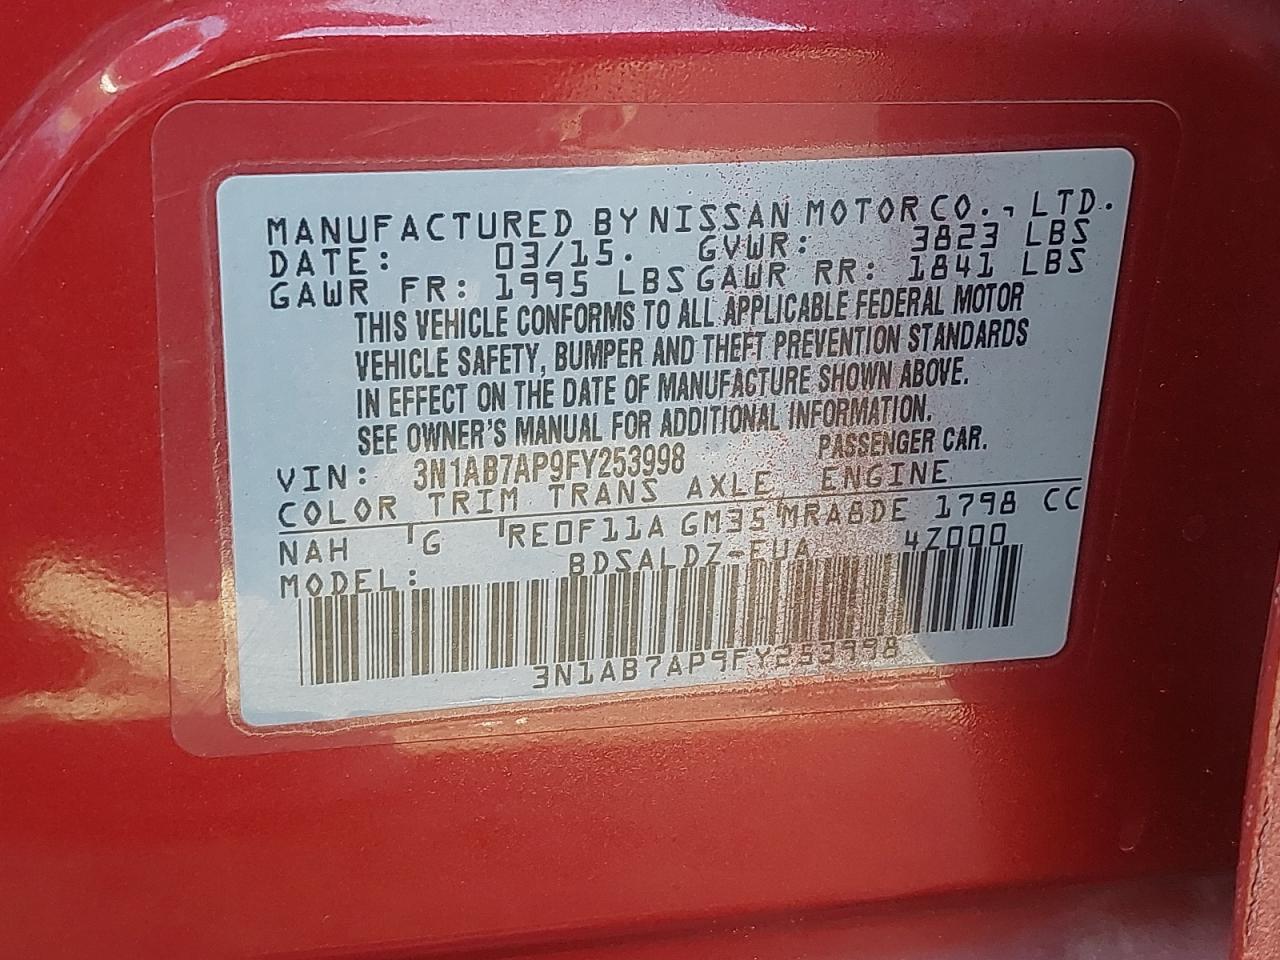 MANUFACTURED BY NISSAN MOTOR CO., LTD.
DATE: 03/15. GVWR: 3823 LBS
GAWR FR: 1995 LBS GAWR RR: 1841 LBS
THIS VEHICLE CONFORMS TO ALL APPLICABLE FEDERAL MOTOR
VEHICLE SAFETY, BUMPER AND THEFT PREVENTION STANDARDS
IN EFFECT ON THE DATE OF MANUFACTURE SHOWN ABOVE.
SEE OWNER'S MANUAL FOR ADDITIONAL INFORMATION.
VIN: 3N1AB7AP9FY253998 PASSENGER CAR.
COLOR TRIM TRANS AXLE ENGINE
NAH G RE0F11A GM35 MRA8DE 1798 CC
MODEL: BDSALDZ-EUA 4Z000
3N1AB7AP9FY253998